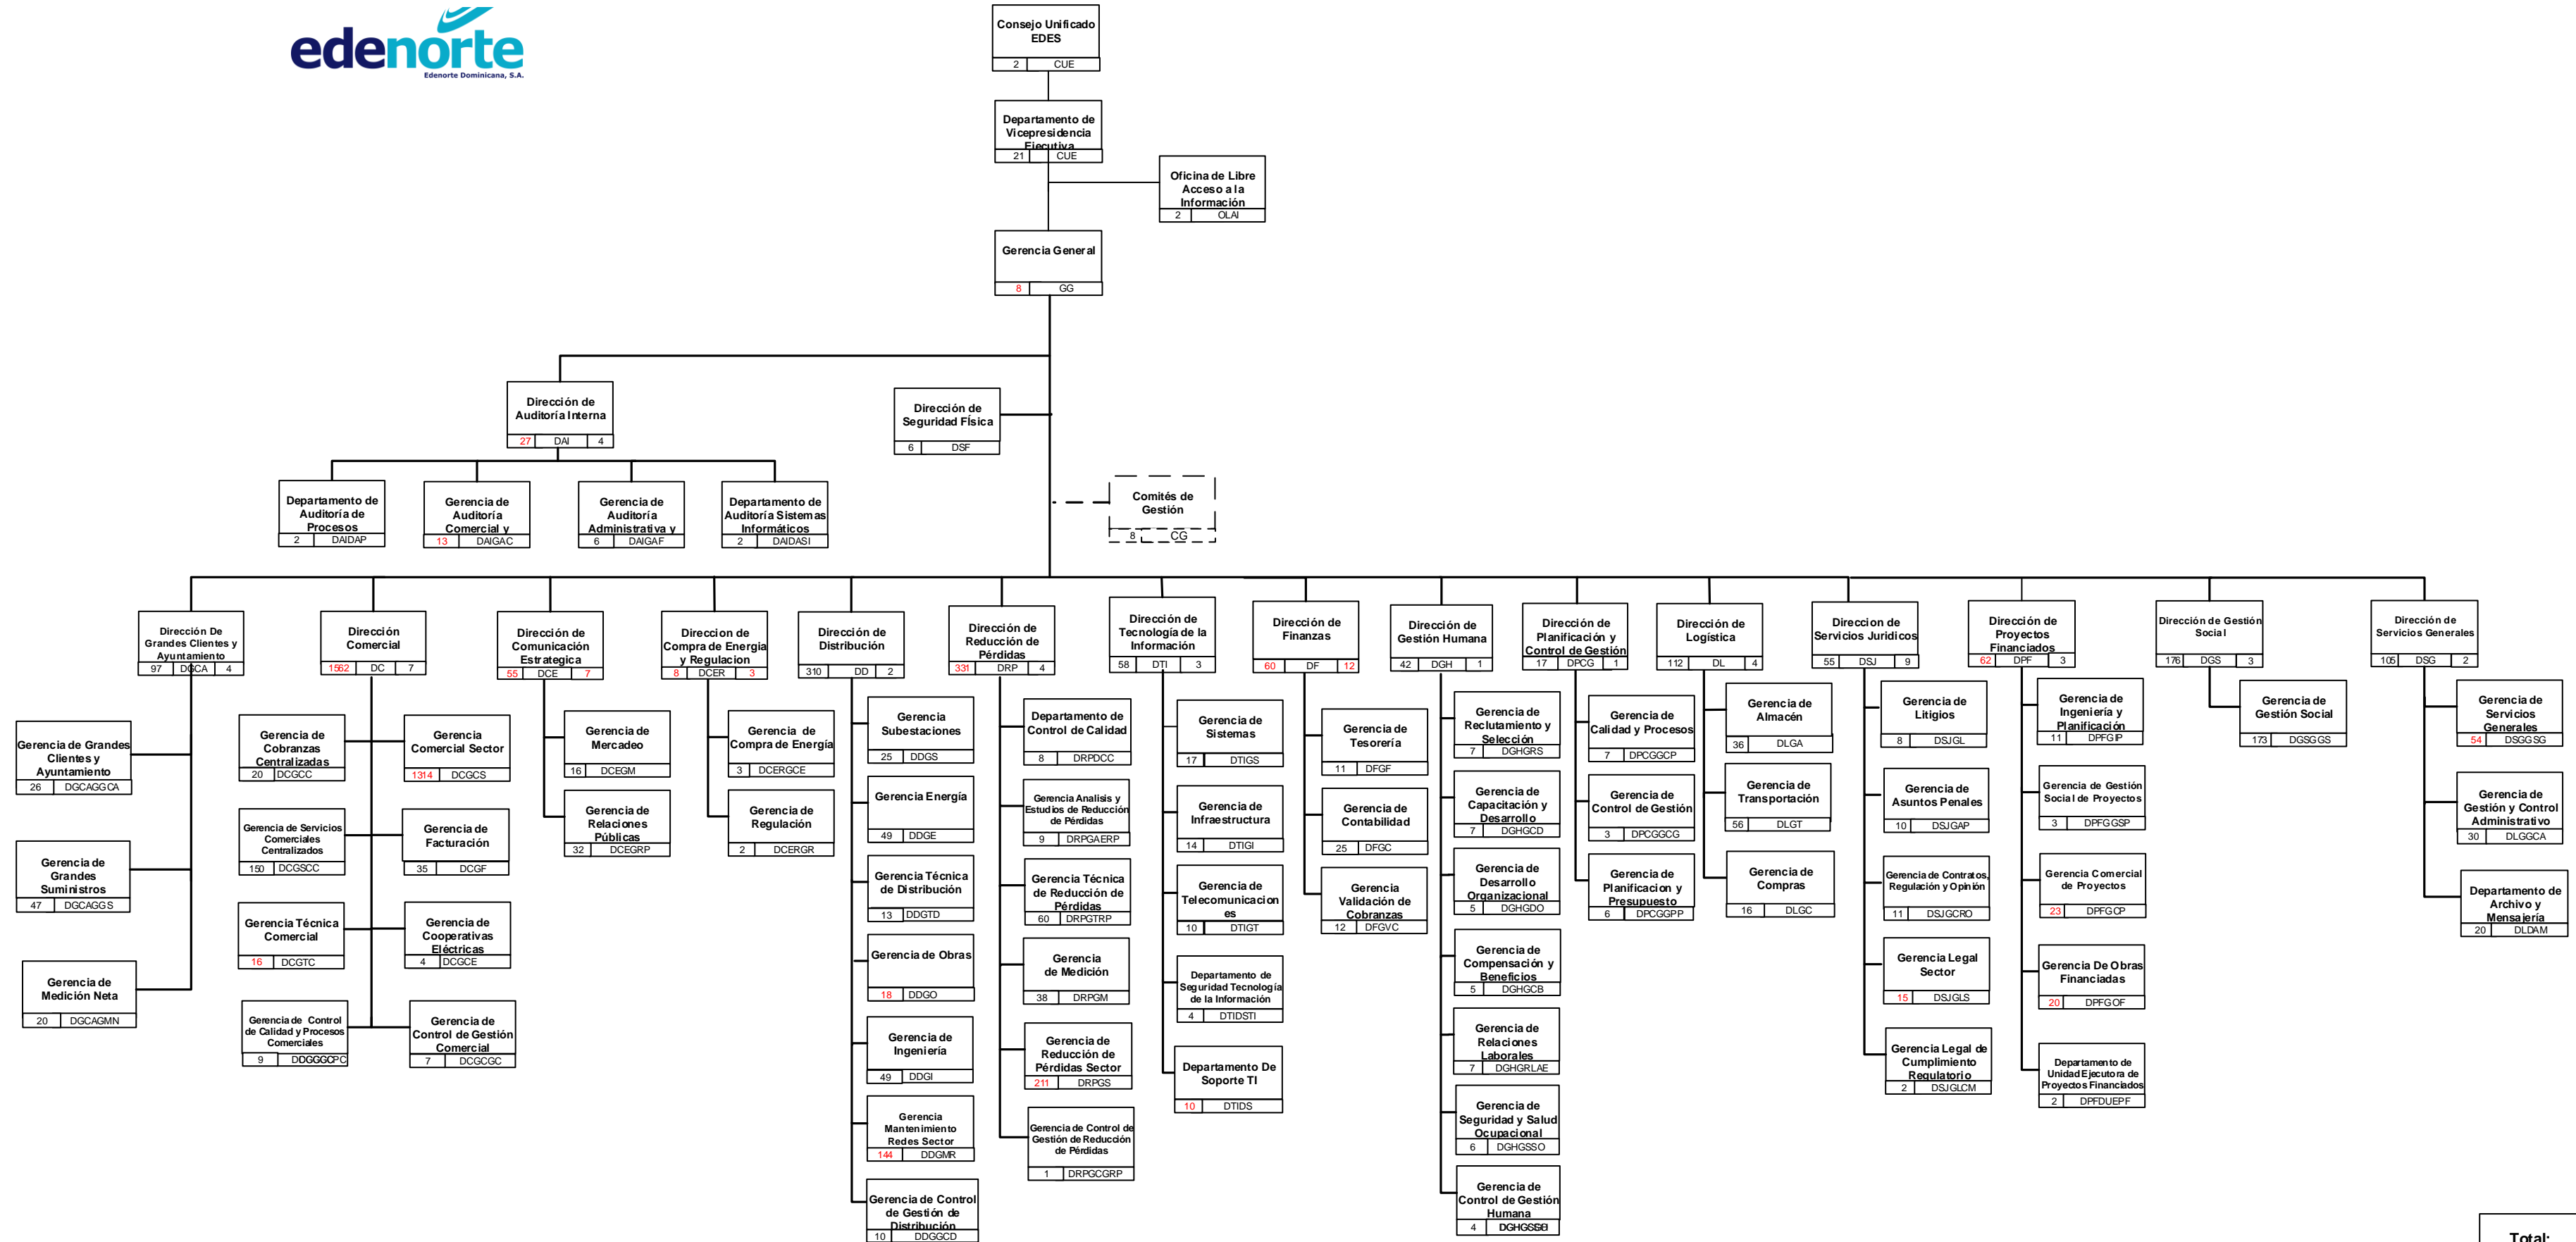 edenorte
Edenorte Dominicana, S.A.
Consejo Unificado
EDES
2 CUE
Departamento de
Vicepresidencia
Ejecutiva
21 CUE
Oficina de Libre
Acceso a la
Información
2 OLAI
Gerencia General
8 GG
Dirección de
Auditoría Interna
27 DAI 4
Dirección de
Seguridad FÍsica
6 DSF
Departamento de
Auditoría de
Procesos
2 DAIDAP
Gerencia de
Auditoría
Comercial y
13 DAIGAC
Gerencia de
Auditoría
Administrativa y
6 DAIGAF
Departamento de
Auditoría Sistemas
Informáticos
2 DAIDASI
Comités de
Gestión
8 CG
Dirección De
Grandes Clientes y
Ayuntamiento
97 DGCA 4
Gerencia de Grandes
Clientes y
Ayuntamiento
26 DGCAGGCA
Gerencia de
Grandes
Suministros
47 DGCAGGS
Gerencia de
Medición Neta
20 DGCAGMN
Dirección
Comercial
1562 DC 7
Gerencia de
Cobranzas
Centralizadas
20 DCGCC
Gerencia
Comercial Sector
1314 DCGCS
Gerencia de Servicios
Comerciales
Centralizados
150 DCGSCC
Gerencia de
Facturación
35 DCGF
Gerencia Técnica
Comercial
16 DCGTC
Gerencia de
Cooperativas
Eléctricas
4 DCGCE
Gerencia de Control
de Calidad y Procesos
Comerciales
9
Gerencia de
Control de Gestión
Comercial
7 DCGCGC
Dirección de
Comunicación
Estrategica
55 DCE 7
Gerencia de
Mercadeo
16 DCEGM
Gerencia de
Relaciones
Públicas
32 DCEGRP
Direccion de
Compra de Energia
y Regulacion
8 DCER 3
Gerencia de
Compra de Energía
3 DCERGCE
Gerencia de
Regulación
2 DCERGR
Dirección de
Distribución
310 DD 2
Gerencia
Subestaciones
25 DDGS
Gerencia Energía
49 DDGE
Gerencia Técnica
de Distribución
13 DDGTD
Gerencia de Obras
18 DDGO
Gerencia de
Ingeniería
49 DDGI
Gerencia
Mantenimiento
Redes Sector
144 DDGMR
Gerencia de Control
de Gestión de
Distribución
10 DDGGCD
Dirección de
Reducción de
Pérdidas
331 DRP 4
Departamento de
Control de Calidad
8 DRPDCC
Gerencia Analisis y
Estudios de Reducción
de Pérdidas
9 DRPGAERP
Gerencia Técnica
de Reducción de
Pérdidas
60 DRPGTRP
Gerencia
de Medición
38 DRPGM
Gerencia de
Reducción de
Pérdidas Sector
211 DRPGS
Gerencia de Control de
Gestión de Reducción
de Pérdidas
1 DRPGCGRP
Dirección de
Tecnología de la
Información
58 DTI 3
Gerencia de
Sistemas
17 DTIGS
Gerencia de
Infraestructura
14 DTIGI
Gerencia de
Telecomunicacion
es
10 DTIGT
Departamento de
Seguridad Tecnología
de la Información
4 DTIDSTI
Departamento De
Soporte TI
10 DTIDS
Dirección de
Finanzas
60 DF 12
Gerencia de
Tesorería
11 DFGF
Gerencia de
Contabilidad
25 DFGC
Gerencia
Validación de
Cobranzas
12 DFGVC
Dirección de
Gestión Humana
42 DGH 1
Gerencia de
Reclutamiento y
Selección
7 DGHGRS
Gerencia de
Capacitación y
Desarrollo
7 DGHGCD
Gerencia de
Desarrollo
Organizacional
5 DGHGDO
Gerencia de
Compensación y
Beneficios
5 DGHGCB
Gerencia de
Relaciones
Laborales
7 DGHGRLAE
Gerencia de
Seguridad y Salud
Ocupacional
6 DGHGSSO
Gerencia de
Control de Gestión
Humana
4
Dirección de
Planificación y
Control de Gestión
17 DPCG 1
Gerencia de
Calidad y Procesos
7 DPCGGCP
Gerencia de
Control de Gestión
3 DPCGGCG
Gerencia de
Planificacion y
Presupuesto
6 DPCGGPP
Dirección de
Logística
112 DL 4
Gerencia de
Almacén
36 DLGA
Gerencia de
Transportación
56 DLGT
Gerencia de
Compras
16 DLGC
Direccion de
Servicios Juridicos
55 DSJ 9
Gerencia de
Litigios
8 DSJGL
Gerencia de
Asuntos Penales
10 DSJGAP
Gerencia de Contratos,
Regulación y Opinión
11 DSJGCRO
Gerencia Legal
Sector
15 DSJGLS
Gerencia Legal de
Cumplimiento
Regulatorio
2 DSJGLCM
Dirección de
Proyectos
Financiados
62 DPF 3
Gerencia de
Ingeniería y
Planificación
11 DPFGIP
Gerencia de Gestión
Social de Proyectos
3 DPFGGSP
Gerencia Comercial
de Proyectos
23 DPFGCP
Gerencia De Obras
Financiadas
20 DPFGOF
Departamento de
Unidad Ejecutora de
Proyectos Financiados
2 DPFDUEPF
Dirección de Gestión
Social
176 DGS 3
Gerencia de
Gestión Social
173 DGSGGS
Dirección de
Servicios Generales
105 DSG 2
Gerencia de
Servicios
Generales
54 DSGGSG
Gerencia de
Gestión y Control
Administrativo
30 DLGGCA
Departamento de
Archivo y
Mensajería
20 DLDAM
Total: